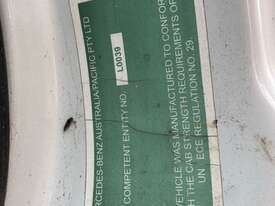 RCEDES-BENZ AUSTRALIA/PACIFIC PTY LTD
COMPETENT ENTITY NO. L0039
VEHICLE WAS MANUFACTURED TO CONFOR
H THE CAB STRENGTH REQUIREMENTS OF
UN ECE REGULATION NO. 29.